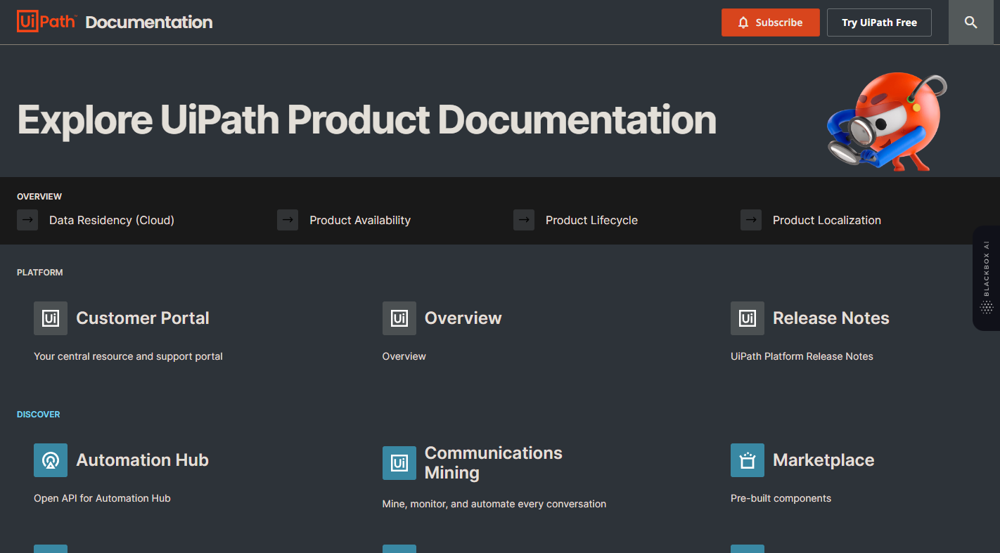 UiPath™ Documentation
Subscribe
Try UiPath Free
Explore UiPath Product Documentation
OVERVIEW
Data Residency (Cloud)
Product Availability
Product Lifecycle
Product Localization
BLACKBOX AI
PLATFORM
Ui Customer Portal
Your central resource and support portal
Ui Overview
Overview
Ui Release Notes
UiPath Platform Release Notes
DISCOVER
Automation Hub
Open API for Automation Hub
Ui Communications
Mining
Mine, monitor, and automate every conversation
Marketplace
Pre-built components